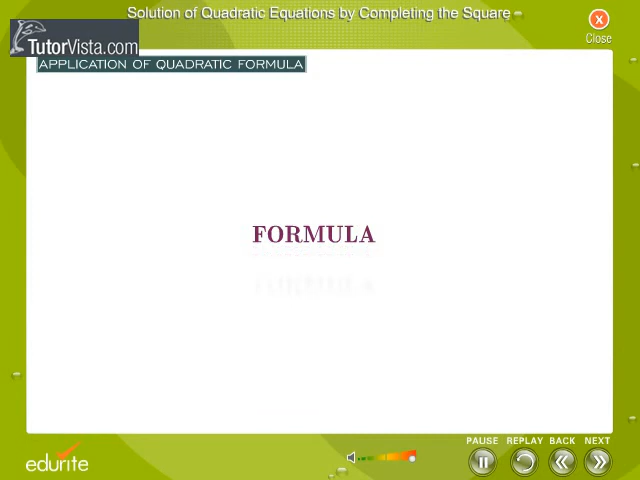 Solution of Quadratic Equations by Completing the Square
Close
TutorVista.com
APPLICATION OF QUADRATIC FORMULA
FORMULA
PAUSE REPLAY BACK NEXT
edurite